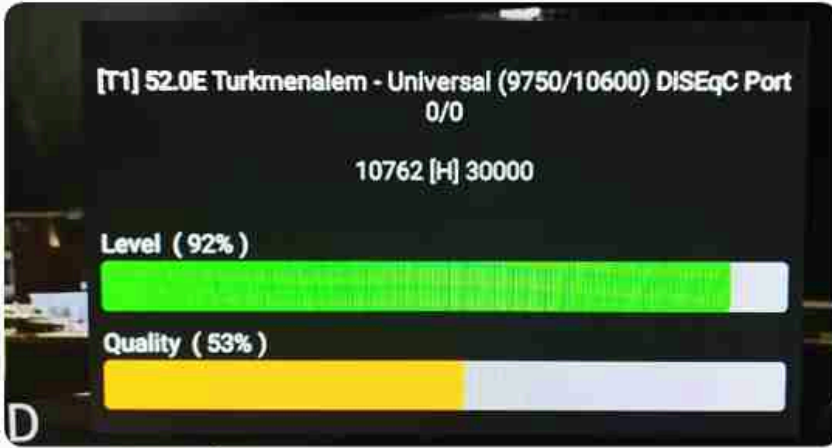 [T1] 52.0E Turkmenalem - Universal (9750/10600) DiSEqC Port
0/0
10762 [H] 30000
Level ( 92% )
Quality ( 53% )
D